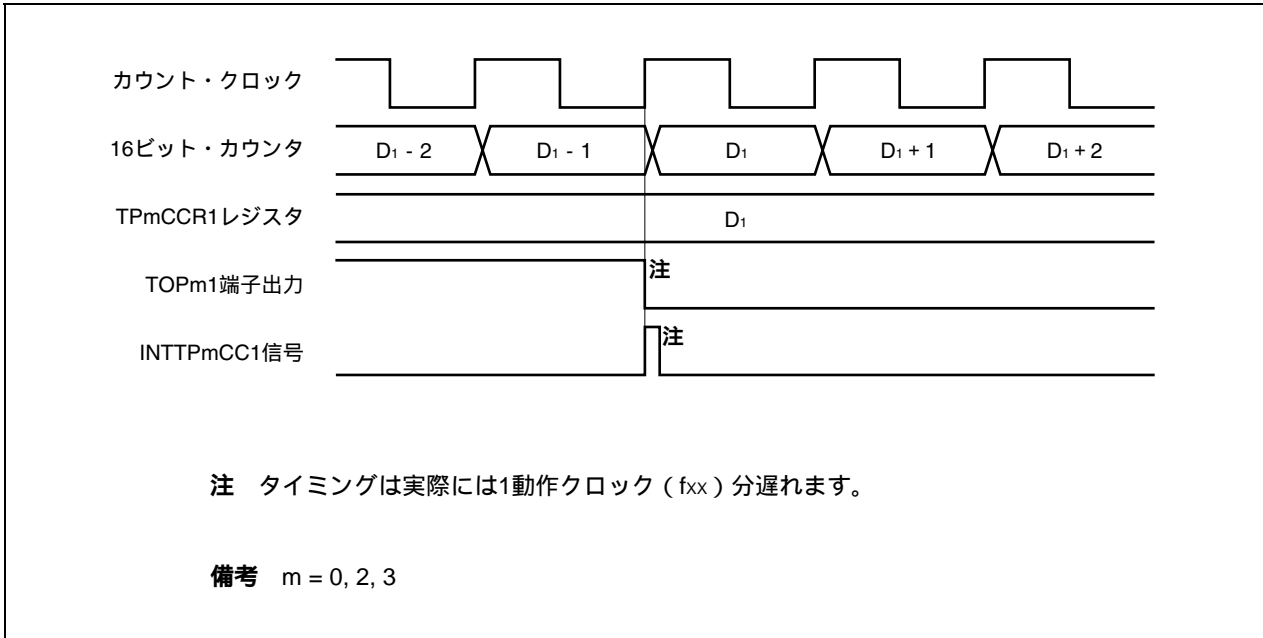 カウント・クロック
16ビット・カウンタ D1 - 2 D1 - 1 D1 D1 + 1 D1 + 2
TPmCCR1レジスタ D1
TOPm1端子出力 注
INTTPmCC1信号 注
注 タイミングは実際には1動作クロック(fxx)分遅れます。
備考 m = 0, 2, 3